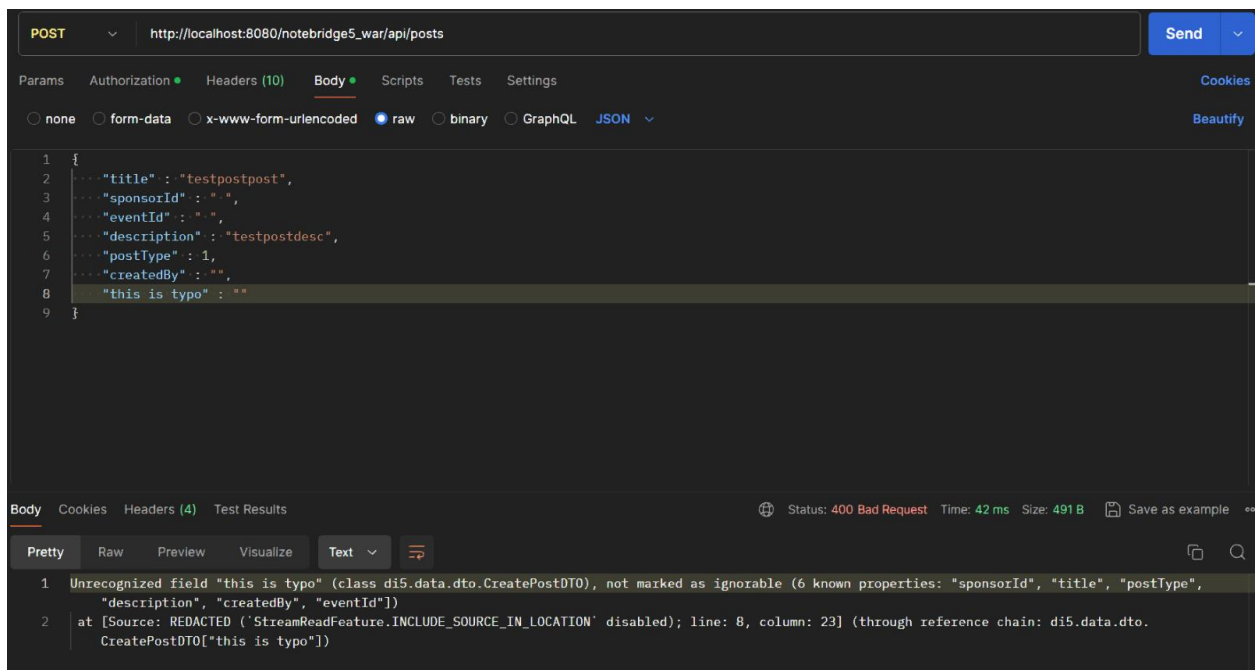 POST http://localhost:8080/notebridge5_war/api/posts Send
Params Authorization Headers (10) Body Scripts Tests Settings Cookies
none form-data x-www-form-urlencoded raw binary GraphQL JSON Beautify
1 {
2 "title" : "testpostpost",
3 "sponsorId" : " ",
4 "eventId" : " ",
5 "description" : "testpostdesc",
6 "postType" : 1,
7 "createdBy" : "",
8 "this is typo" : ""
9 }
Body Cookies Headers (4) Test Results Status: 400 Bad Request Time: 42 ms Size: 491 B Save as example
Pretty Raw Preview Visualize Text
1 Unrecognized field "this is typo" (class di5.data.dto.CreatePostDTO), not marked as ignorable (6 known properties: "sponsorId", "title", "postType",
"description", "createdBy", "eventId"])
2 at [Source: REDACTED (`StreamReadFeature.INCLUDE_SOURCE_IN_LOCATION` disabled); line: 8, column: 23] (through reference chain: di5.data.dto.
CreatePostDTO["this is typo"])